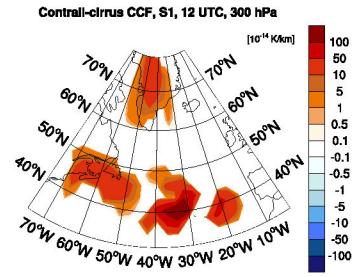 Contrail-cirrus CCF, S1, 12 UTC, 300 hPa
[10⁻¹⁴ K/km]
70°N 70°N
60°N 60°N
50°N 50°N
40°N 40°N
70°W 60°W 50°W 40°W 30°W 20°W 10°W
100
50
10
5
1
0.5
0.1
-0.1
-0.5
-1
-5
-10
-50
-100